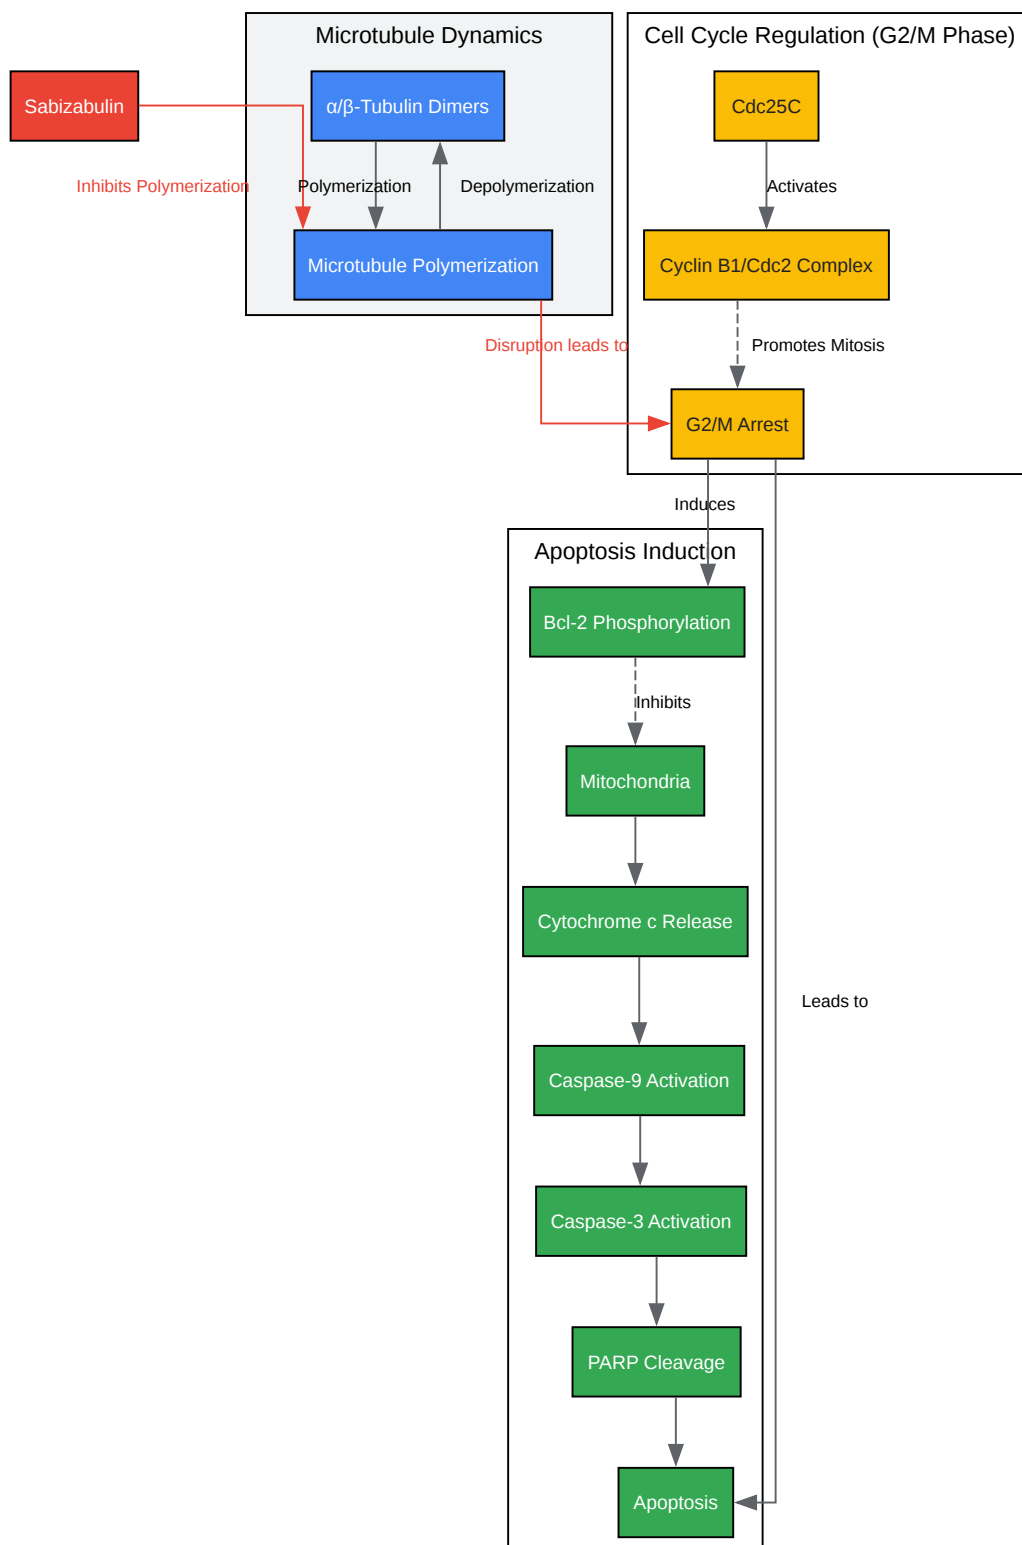 Microtubule Dynamics
Cell Cycle Regulation (G2/M Phase)
Sabizabulin
α/β-Tubulin Dimers
Cdc25C
Inhibits Polymerization
Polymerization
Depolymerization
Activates
Microtubule Polymerization
Cyclin B1/Cdc2 Complex
Disruption leads to
Promotes Mitosis
G2/M Arrest
Induces
Apoptosis Induction
Bcl-2 Phosphorylation
Inhibits
Mitochondria
Cytochrome c Release
Leads to
Caspase-9 Activation
Caspase-3 Activation
PARP Cleavage
Apoptosis